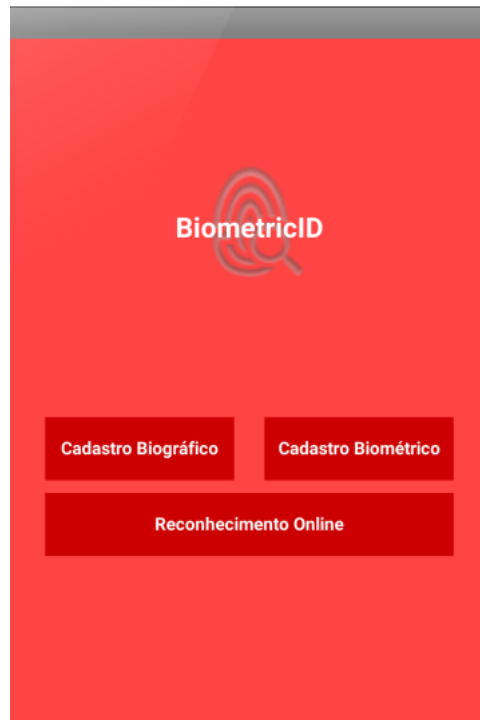 BiometricID
Cadastro Biográfico
Cadastro Biométrico
Reconhecimento Online